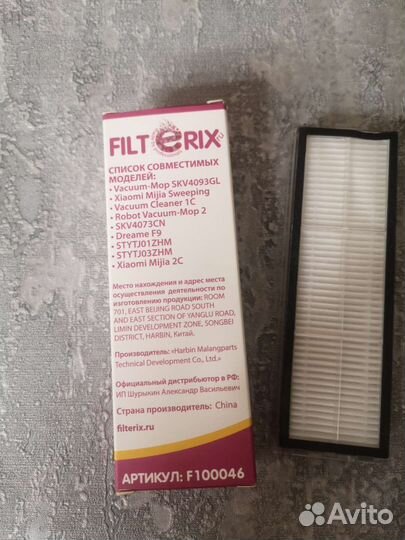 FILTERIX.ru
СПИСОК СОВМЕСТИМЫХ
МОДЕЛЕЙ:
• Vacuum-Mop SKV4093GL
• Xiaomi Mijia Sweeping
• Vacuum Cleaner 1C
• Robot Vacuum-Mop 2
• SKV4073CN
• Dreame F9
• STYTJ01ZHM
• STYTJ03ZHM
• Xiaomi Mijia 2C
Место нахождения и адрес места
осуществления деятельности по
изготовлению продукции: ROOM
701, EAST BEIJING ROAD SOUTH
AND EAST SECTION OF YANGLU ROAD,
LIMIN DEVELOPMENT ZONE, SONGBEI
DISTRICT, HARBIN, Китай.
Производитель: «Harbin Malangparts
Technical Development Co., Ltd.»
Официальный дистрибьютор в РФ:
ИП Шурыкин Александр Васильевич
Страна производитель: China
filterix.ru
АРТИКУЛ: F100046
Avito